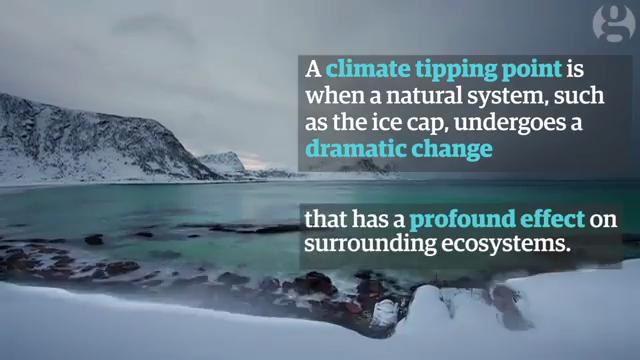 A climate tipping point is
when a natural system, such
as the ice cap, undergoes a
dramatic change
that has a profound effect on
surrounding ecosystems.